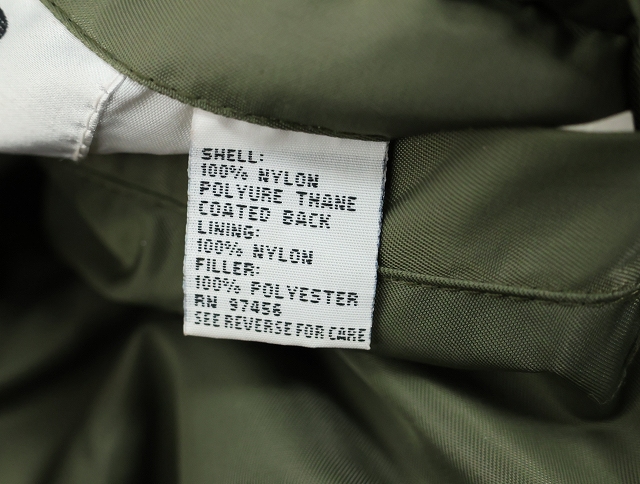 SHELL:
100% NYLON
POLYURE THANE
COATED BACK
LINING:
100% NYLON
FILLER:
100% POLYESTER
RN 97456
SEE REVERSE FOR CARE